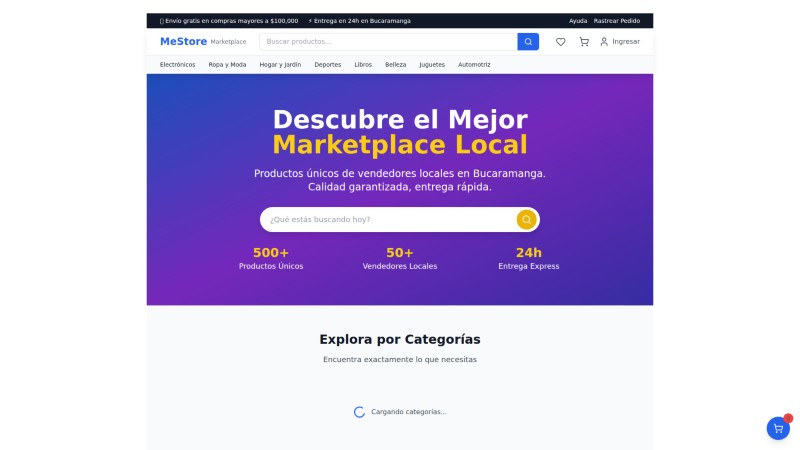 Envío gratis en compras mayores a $100,000
⚡ Entrega en 24h en Bucaramanga
Ayuda
Rastrear Pedido
MeStore Marketplace
Buscar productos...
Ingresar
Electrónicos
Ropa y Moda
Hogar y Jardín
Deportes
Libros
Belleza
Juguetes
Automotriz
Descubre el Mejor
Marketplace Local
Productos únicos de vendedores locales en Bucaramanga.
Calidad garantizada, entrega rápida.
¿Qué estás buscando hoy?
500+
Productos Únicos
50+
Vendedores Locales
24h
Entrega Express
Explora por Categorías
Encuentra exactamente lo que necesitas
Cargando categorías...